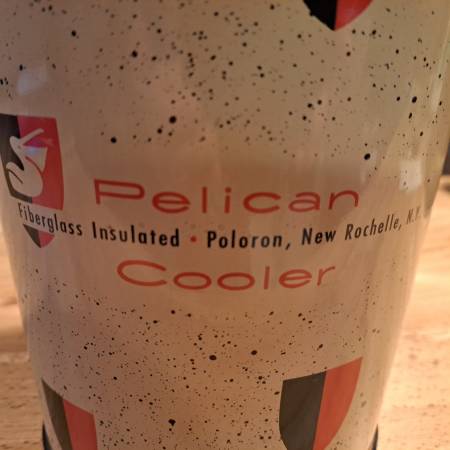 Pelican
Fiberglass Insulated • Poloron, New Rochelle, N.Y.
Cooler